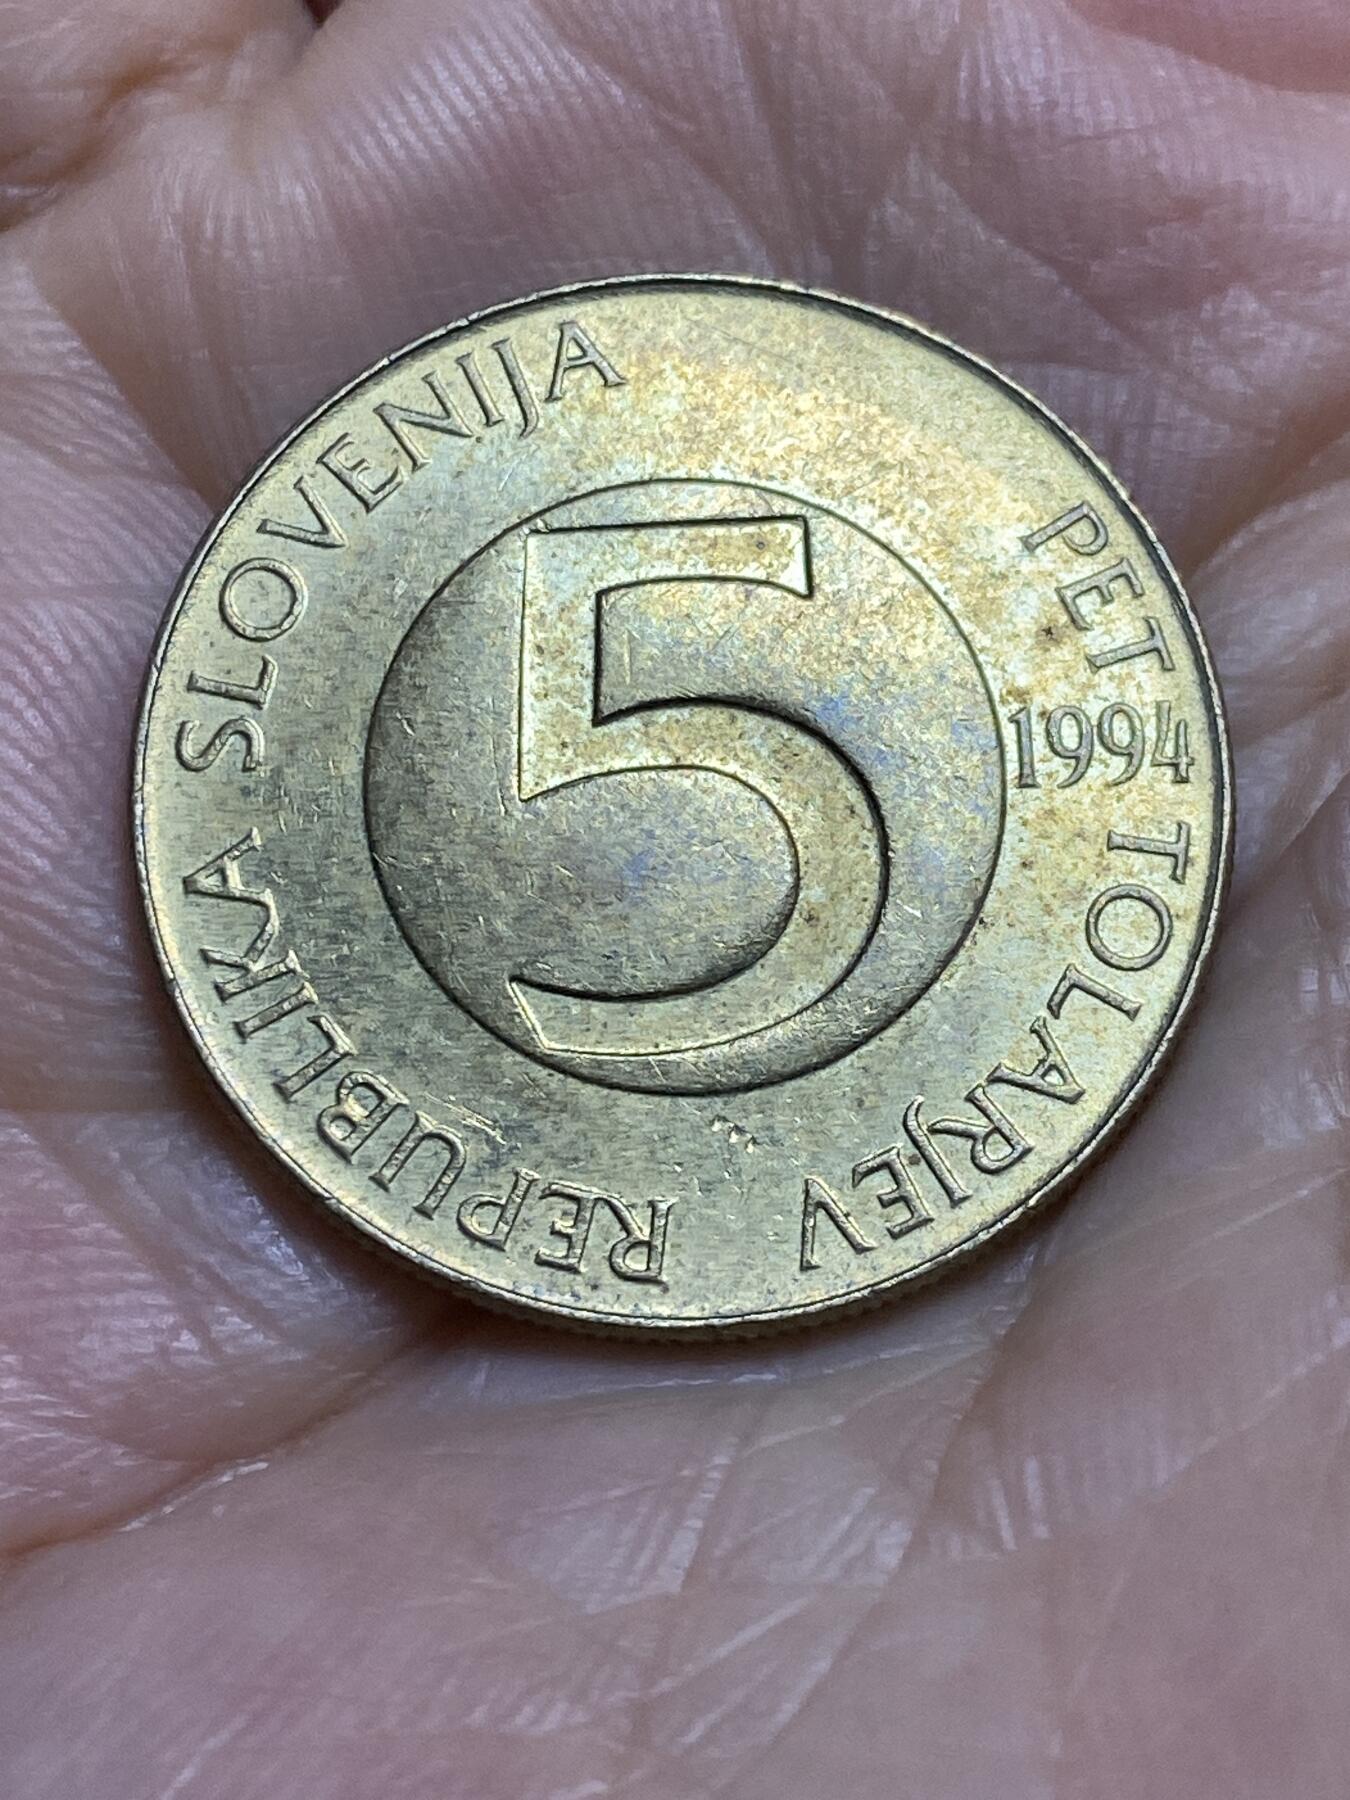 REPUBLIKA SLOVENIJA
5
PET TOLARJEV
1994